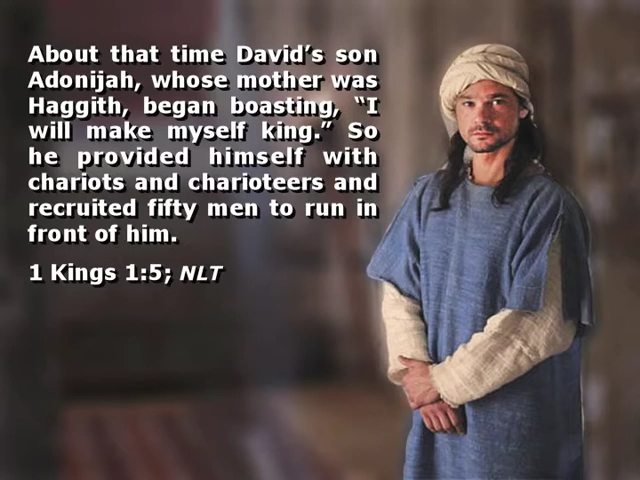 About that time David’s son
Adonijah, whose mother was
Haggith, began boasting, “I
will make myself king.” So
he provided himself with
chariots and charioteers and
recruited fifty men to run in
front of him.
1 Kings 1:5; NLT